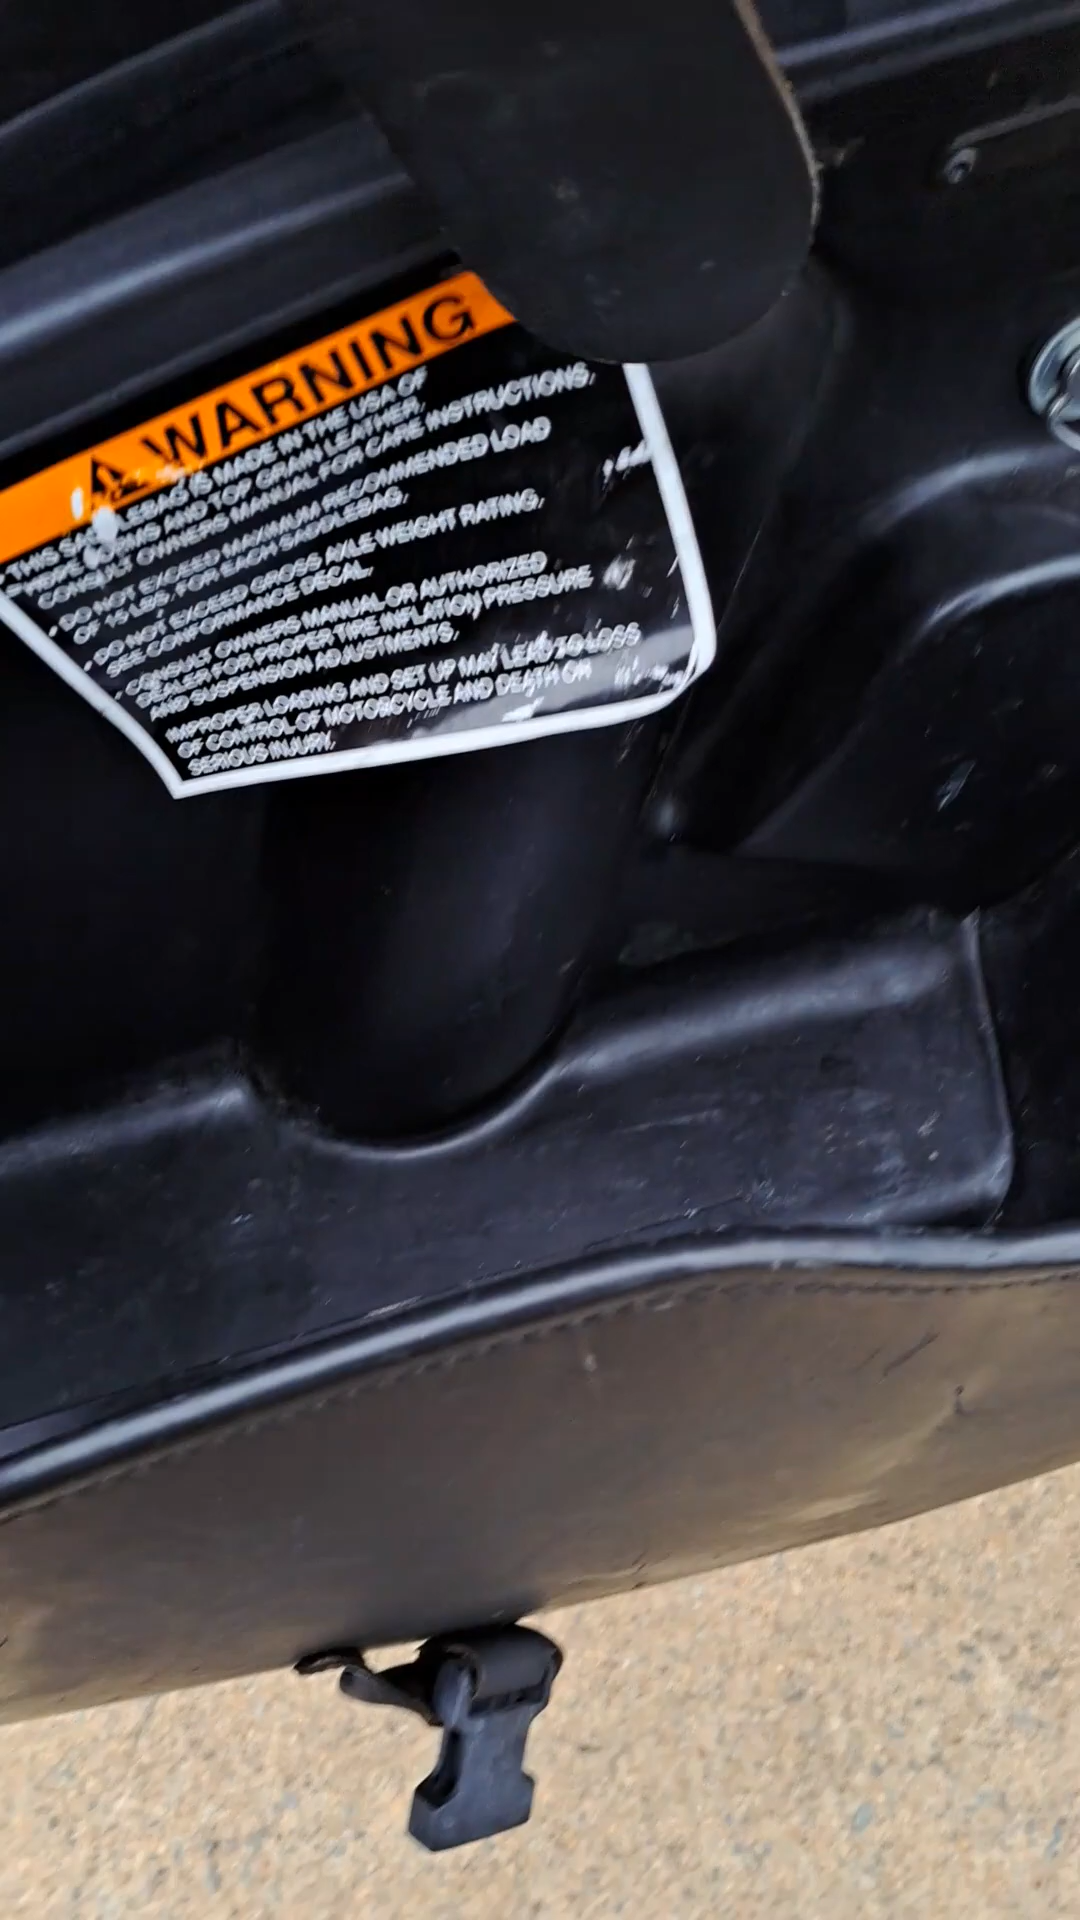 WARNING
• THIS SADDLEBAG IS MADE IN THE USA OF
AND TOP GRAIN LEATHER.
CONSULT OWNERS MANUAL FOR CARE INSTRUCTIONS.
• DO NOT EXCEED MAXIMUM RECOMMENDED LOAD
OF 15 LBS. FOR EACH SADDLEBAG.
• DO NOT EXCEED GROSS AXLE WEIGHT RATING,
SEE CONFORMANCE DECAL.
• CONSULT OWNERS MANUAL OR AUTHORIZED
DEALER FOR PROPER TIRE INFLATION PRESSURE
AND SUSPENSION ADJUSTMENTS.
IMPROPER LOADING AND SET UP MAY LEAD TO LOSS
OF CONTROL OF MOTORCYCLE AND DEATH OR
SERIOUS INJURY.